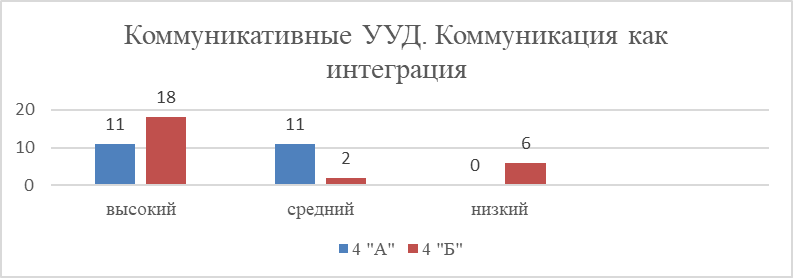 Коммуникативные УУД. Коммуникация как
интеграция
20
10
0
11
18
11
2
0
6
высокий
средний
низкий
4 "А"
4 "Б"